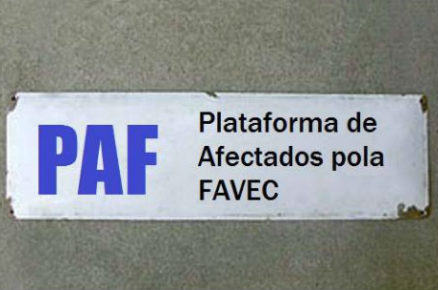 PAF
Plataforma de
Afectados pola
FAVEC